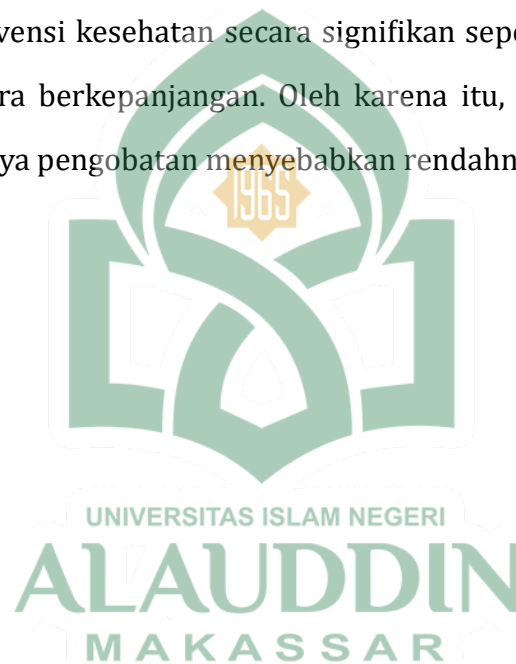 vensi kesehatan secara signifikan sepe
ra berkepanjangan. Oleh karena itu,
ya pengobatan menyebabkan rendahn
1965
UNIVERSITAS ISLAM NEGERI
ALAUDDIN
MAKASSAR